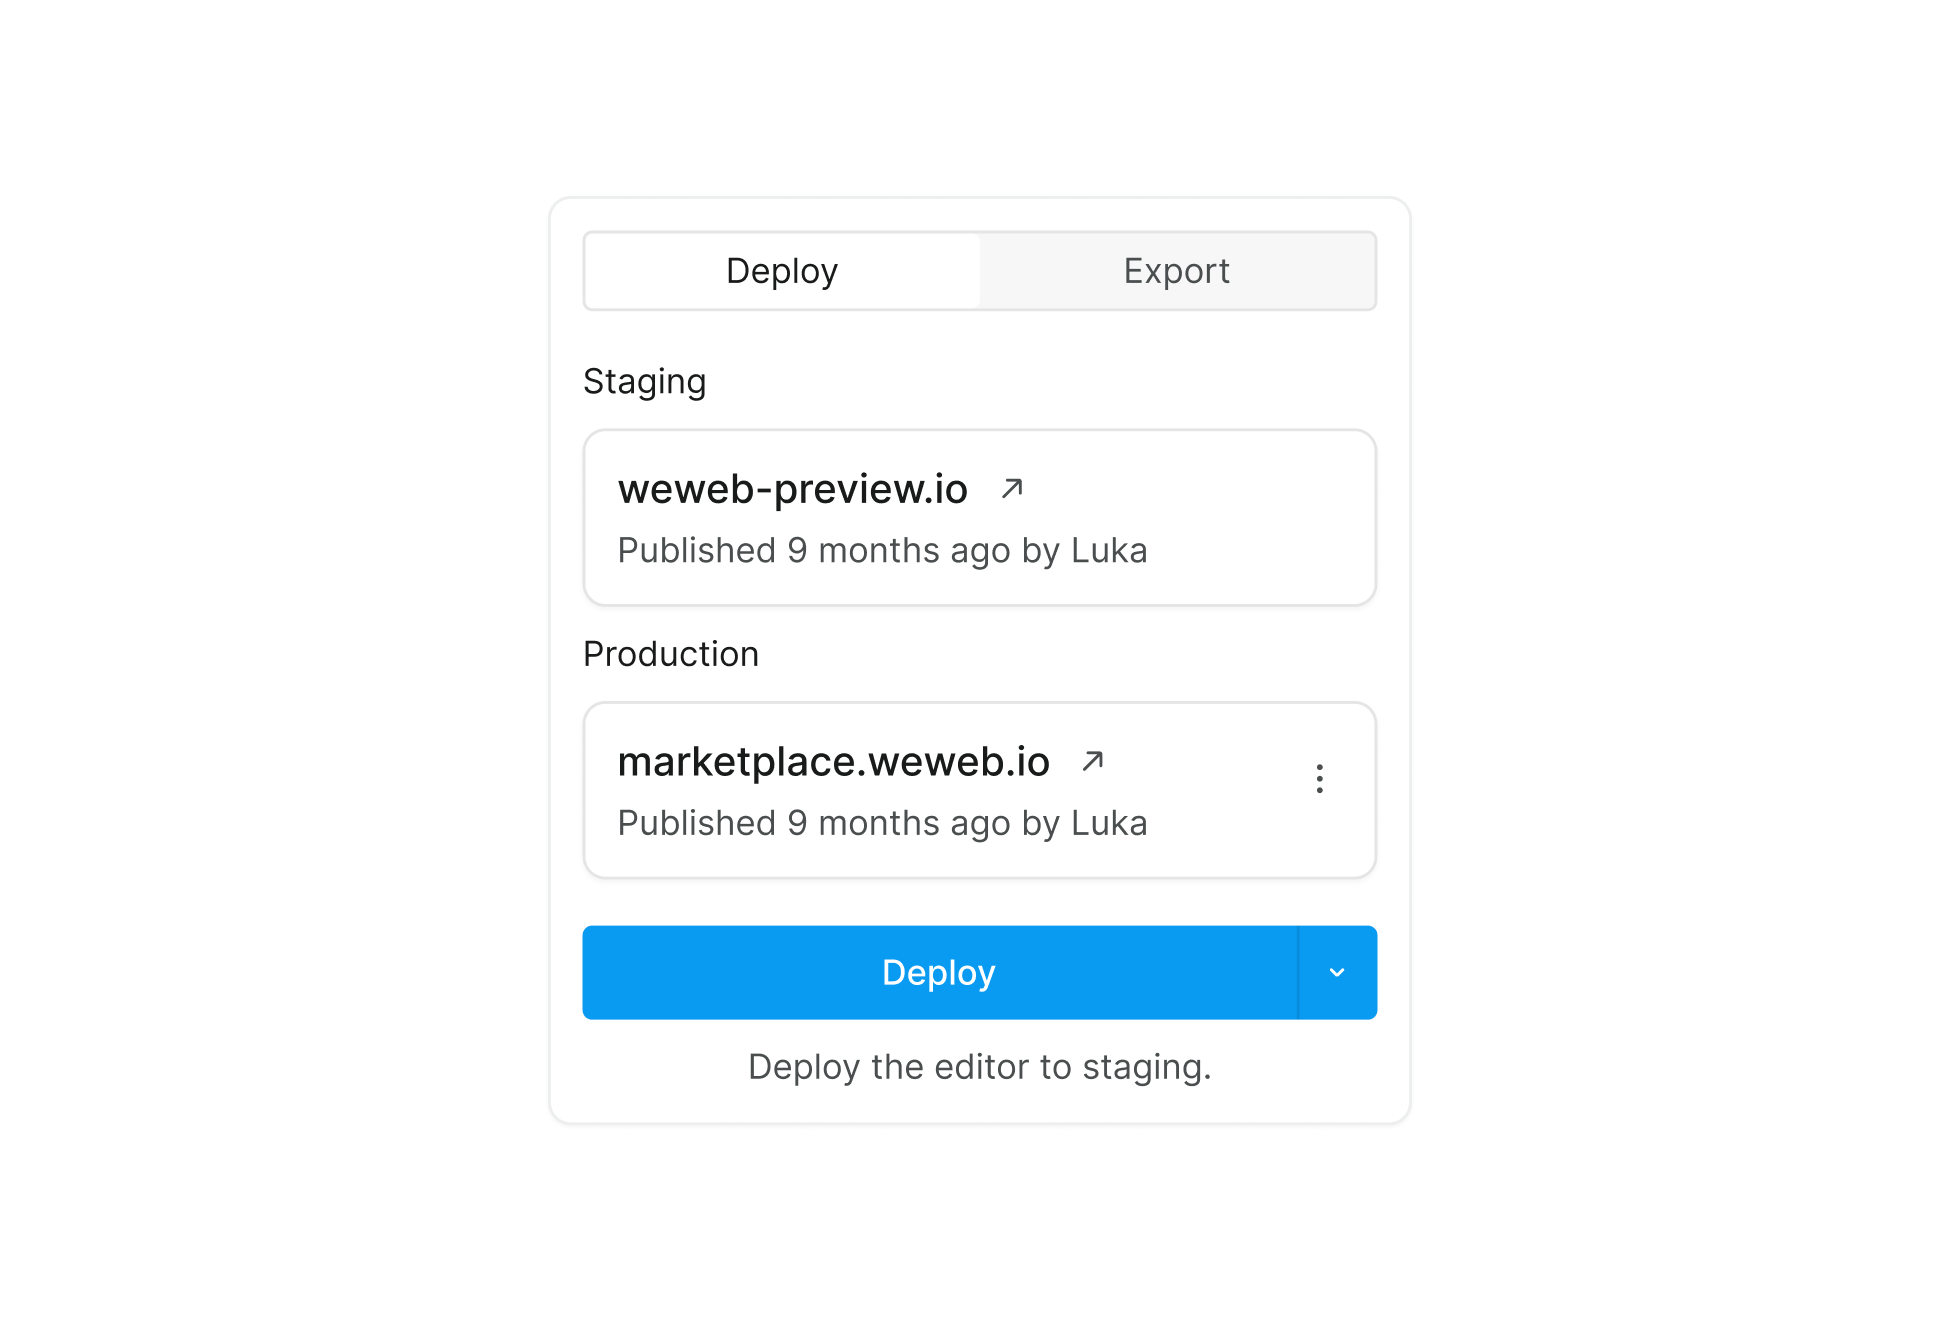 Deploy
Export
Staging
weweb-preview.io
Published 9 months ago by Luka
Production
marketplace.weweb.io
Published 9 months ago by Luka
Deploy
Deploy the editor to staging.